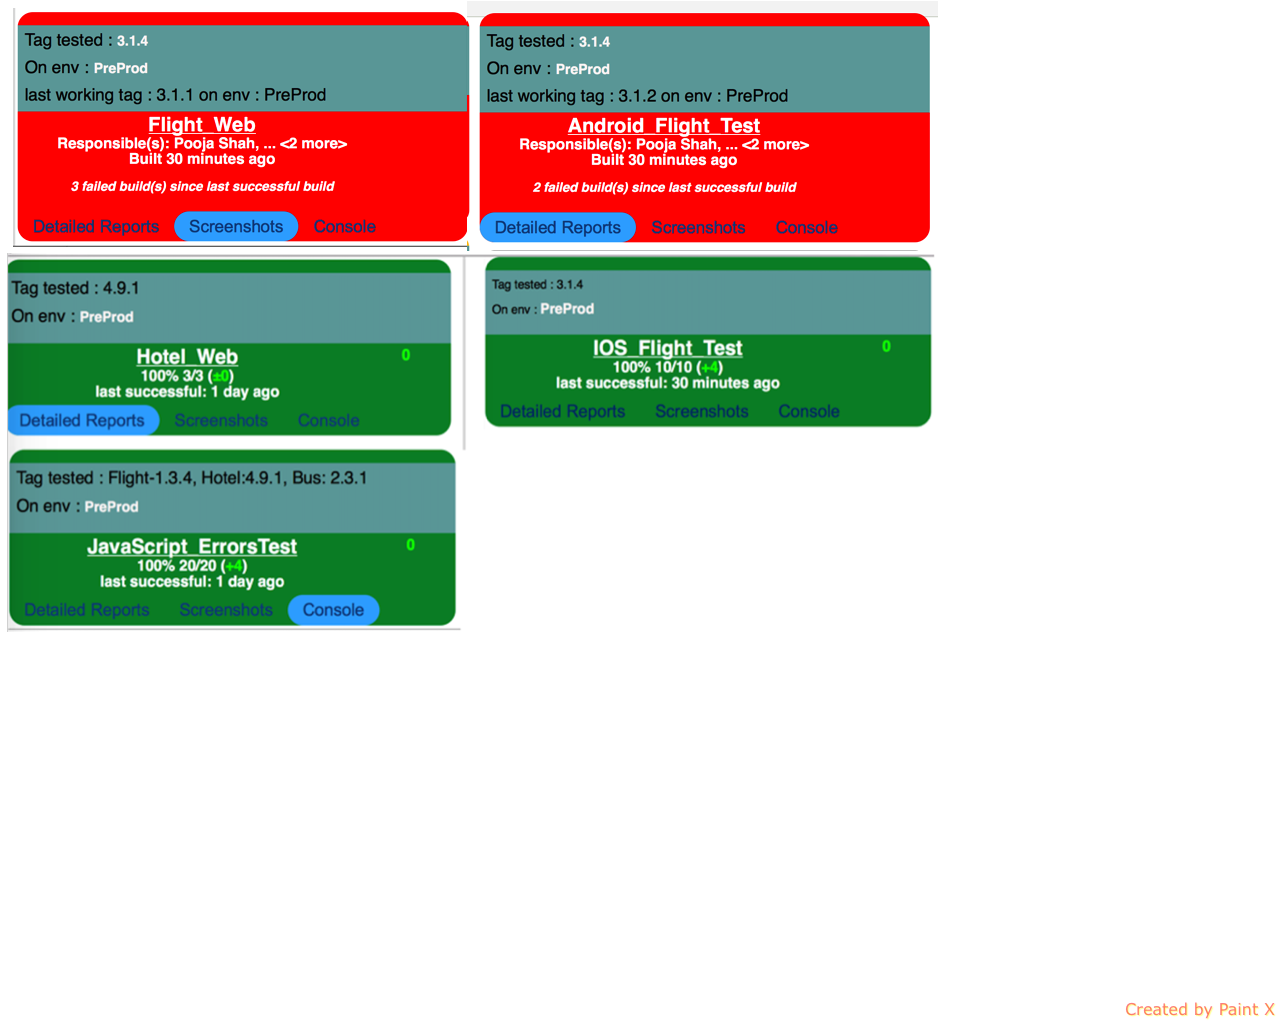 Tag tested : 3.1.4
On env : PreProd
last working tag : 3.1.1 on env : PreProd
Flight_Web
Responsible(s): Pooja Shah, ... <2 more>
Built 30 minutes ago
3 failed build(s) since last successful build
Detailed Reports Screenshots Console
Tag tested : 3.1.4
On env : PreProd
last working tag : 3.1.2 on env : PreProd
Android_Flight_Test
Responsible(s): Pooja Shah, ... <2 more>
Built 30 minutes ago
2 failed build(s) since last successful build
Detailed Reports Screenshots Console
Tag tested : 4.9.1
On env : PreProd
Hotel_Web 0
100% 3/3 (±0)
last successful: 1 day ago
Detailed Reports Screenshots Console
Tag tested : 3.1.4
On env : PreProd
IOS_Flight_Test 0
100% 10/10 (+4)
last successful: 30 minutes ago
Detailed Reports Screenshots Console
Tag tested : Flight-1.3.4, Hotel:4.9.1, Bus: 2.3.1
On env : PreProd
JavaScript_ErrorsTest 0
100% 20/20 (+4)
last successful: 1 day ago
Detailed Reports Screenshots Console
Created by Paint X